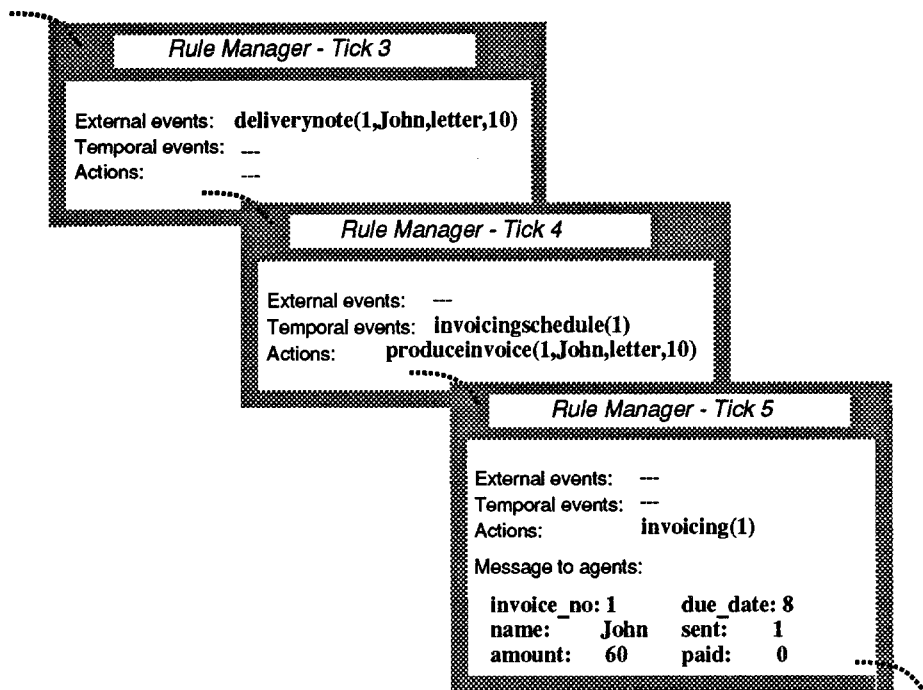 Rule Manager - Tick 3
External events: deliverynote(1,John,letter,10)
Temporal events: ---
Actions: ---
Rule Manager - Tick 4
External events: ---
Temporal events: invoicingschedule(1)
Actions: produceinvoice(1,John,letter,10)
Rule Manager - Tick 5
External events: ---
Temporal events: ---
Actions: invoicing(1)
Message to agents:
invoice_no: 1 due_date: 8
name: John sent: 1
amount: 60 paid: 0